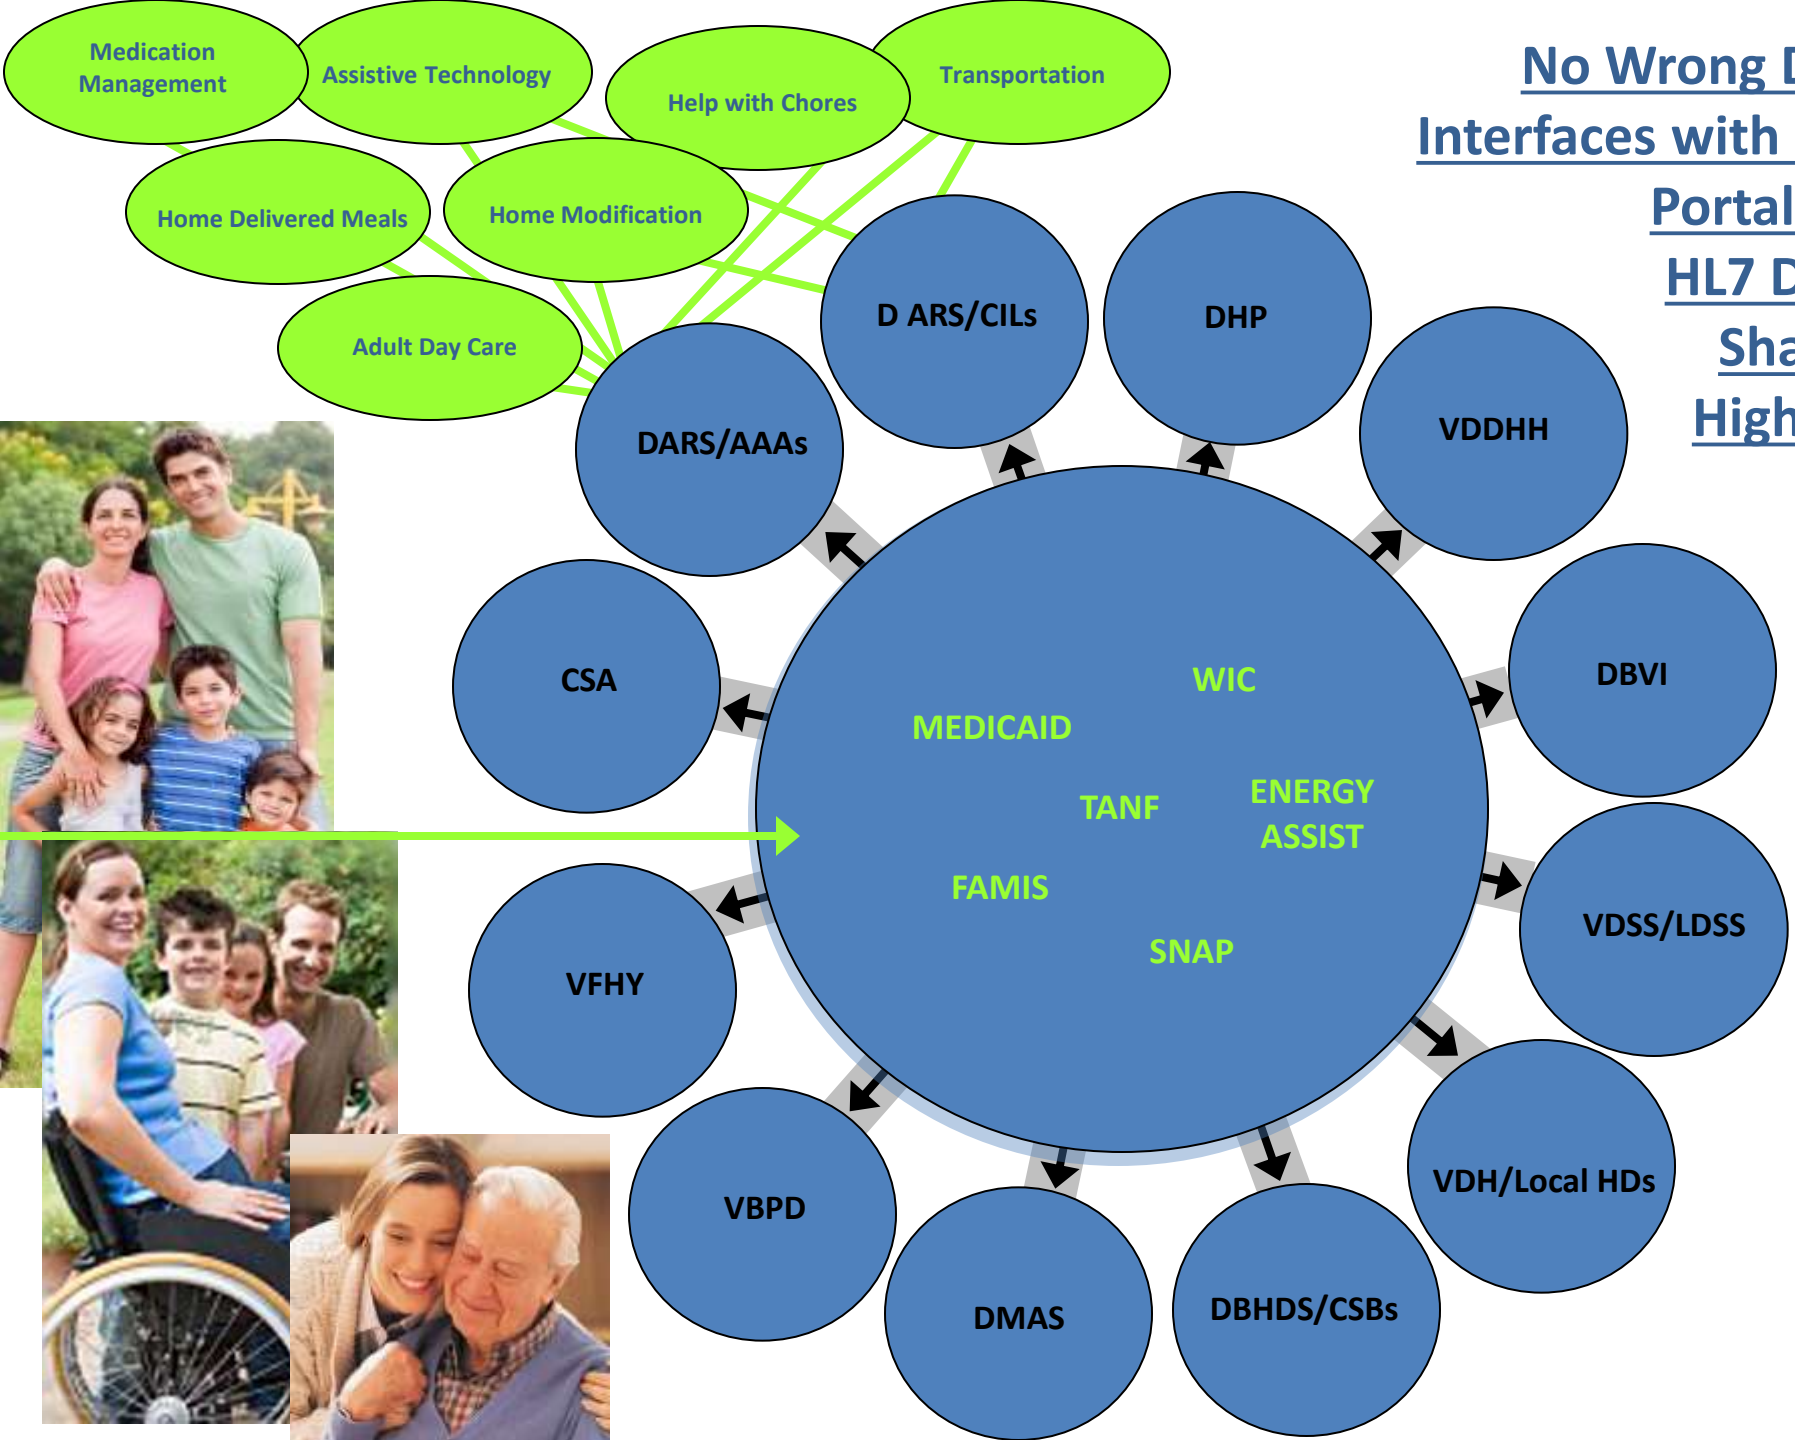 Medication
Management
Assistive Technology
Help with Chores
Transportation
Home Delivered Meals
Home Modification
Adult Day Care
No Wrong
Interfaces with
Portal
HL7
High
D ARS/CILs
DHP
VDDHH
DARS/AAAs
CSA
DBVI
WIC
MEDICAID
TANF
ENERGY
ASSIST
FAMIS
SNAP
VDSS/LDSS
VFHY
VDH/Local HDs
VBPD
DMAS
DBHDS/CSBs